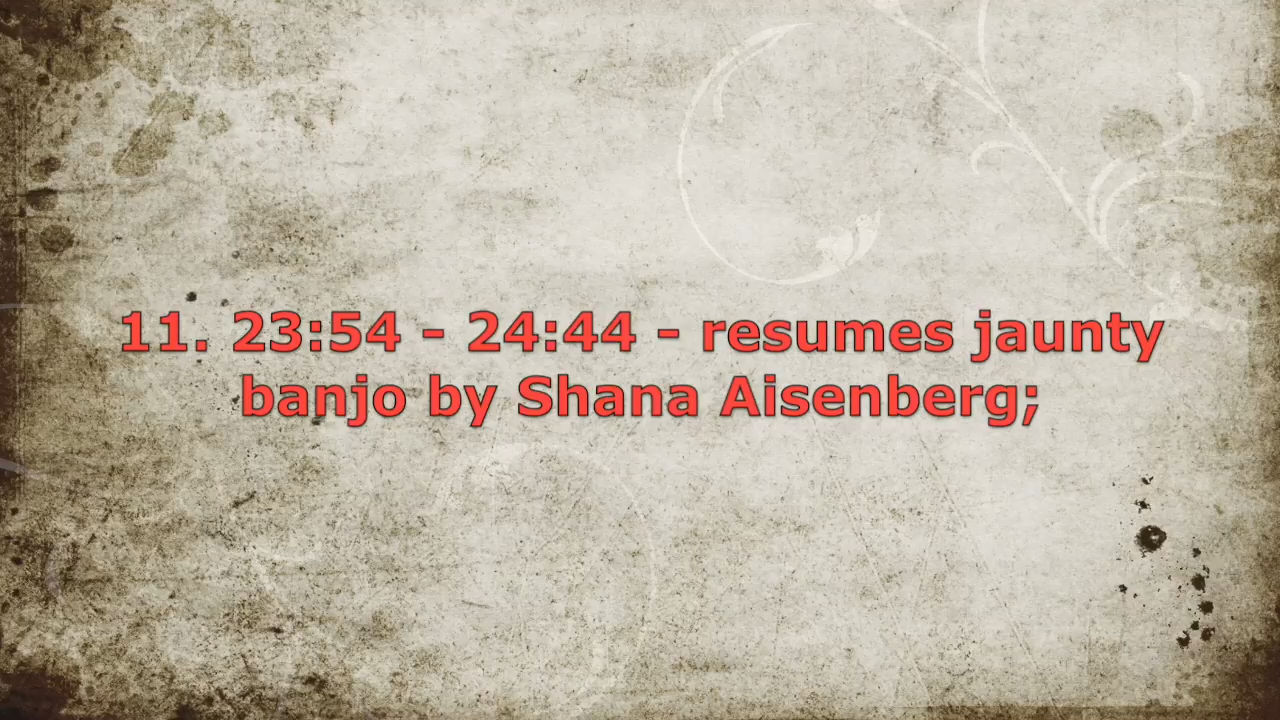 11. 23:54 - 24:44 - resumes jaunty
banjo by Shana Aisenberg;